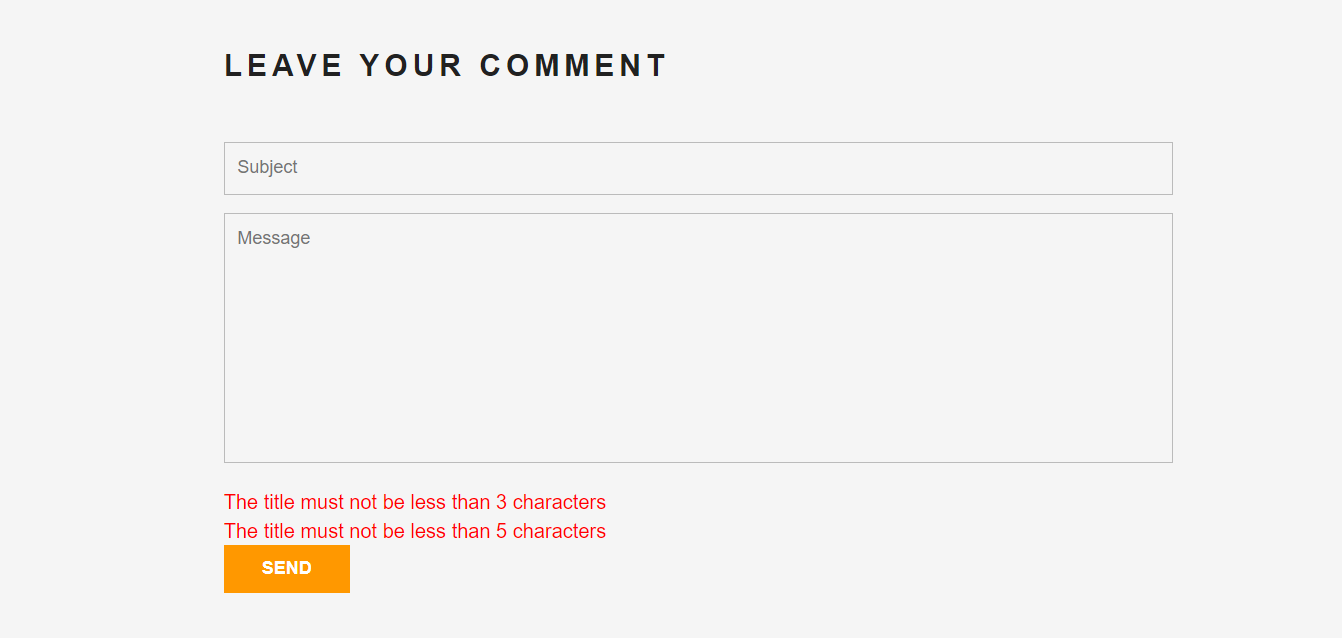 LEAVE YOUR COMMENT
Subject
Message
The title must not be less than 3 characters
The title must not be less than 5 characters
SEND